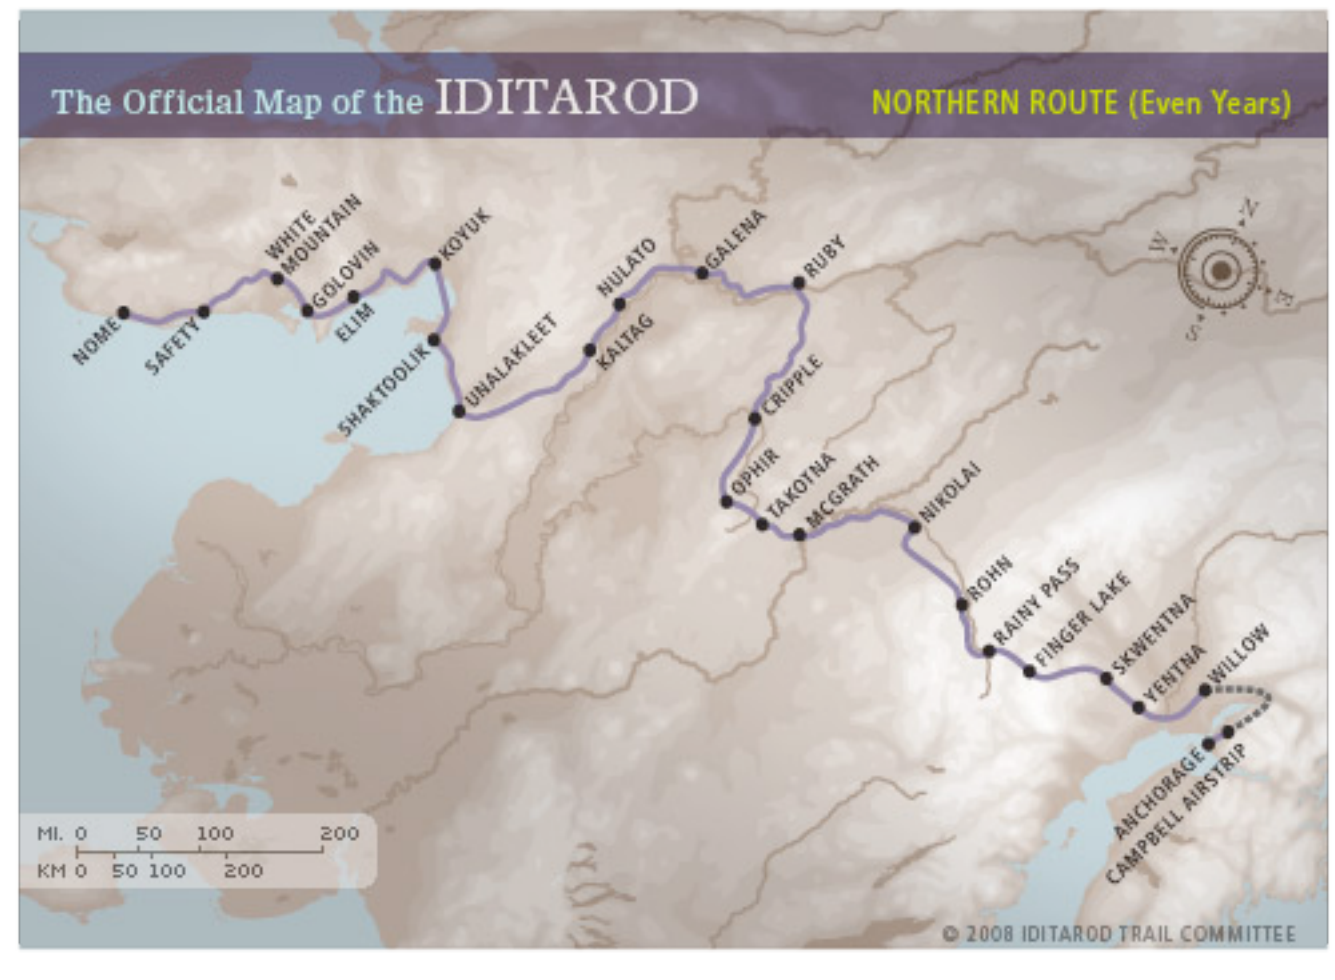 The Official Map of the IDITAROD
NORTHERN ROUTE (Even Years)
N
W
E
S
NOME
SAFETY
WHITE
MOUNTAIN
GOLOVIN
ELIM
KOYUK
SHAKTOOLIK
UNALAKLEET
KALTAG
NULATO
GALENA
RUBY
CRIPPLE
OPHIR
TAKOTNA
MCGRATH
NIKOLAI
ROHN
RAINY PASS
FINGER LAKE
SKWENTNA
YENTNA
WILLOW
ANCHORAGE
CAMPBELL AIRSTRIP
MI. 0 50 100 200
KM 0 50 100 200
© 2008 IDITAROD TRAIL COMMITTEE